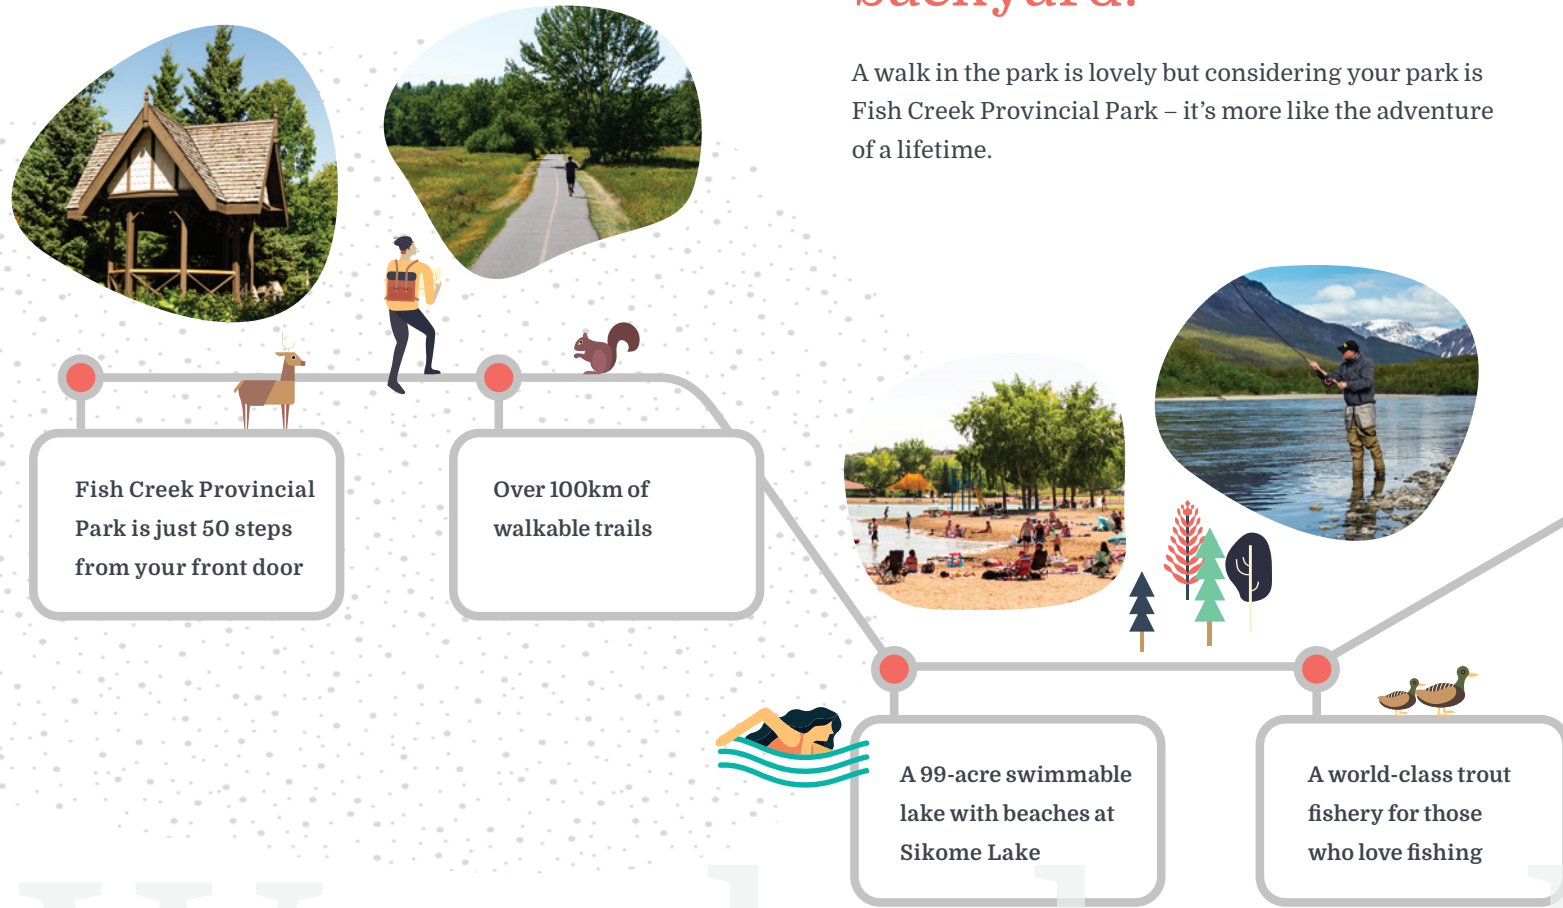 backyard.
A walk in the park is lovely but considering your park is
Fish Creek Provincial Park – it's more like the adventure
of a lifetime.
Fish Creek Provincial
Park is just 50 steps
from your front door
Over 100km of
walkable trails
A 99-acre swimmable
lake with beaches at
Sikome Lake
A world-class trout
fishery for those
who love fishing